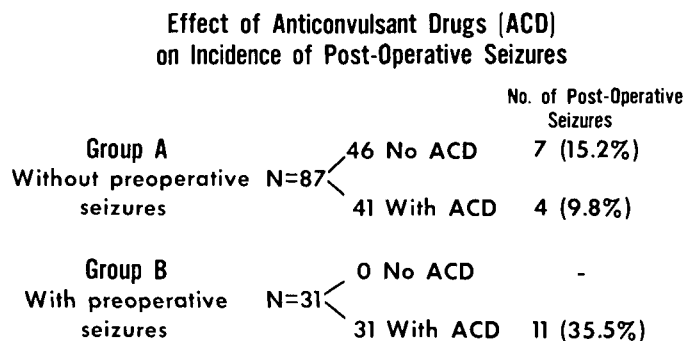 Effect of Anticonvulsant Drugs (ACD)
on Incidence of Post-Operative Seizures
No. of Post-Operative
Seizures
Group A
Without preoperative
seizures
N=87
46 No ACD 7 (15.2%)
41 With ACD 4 (9.8%)
Group B
With preoperative
seizures
N=31
0 No ACD -
31 With ACD 11 (35.5%)